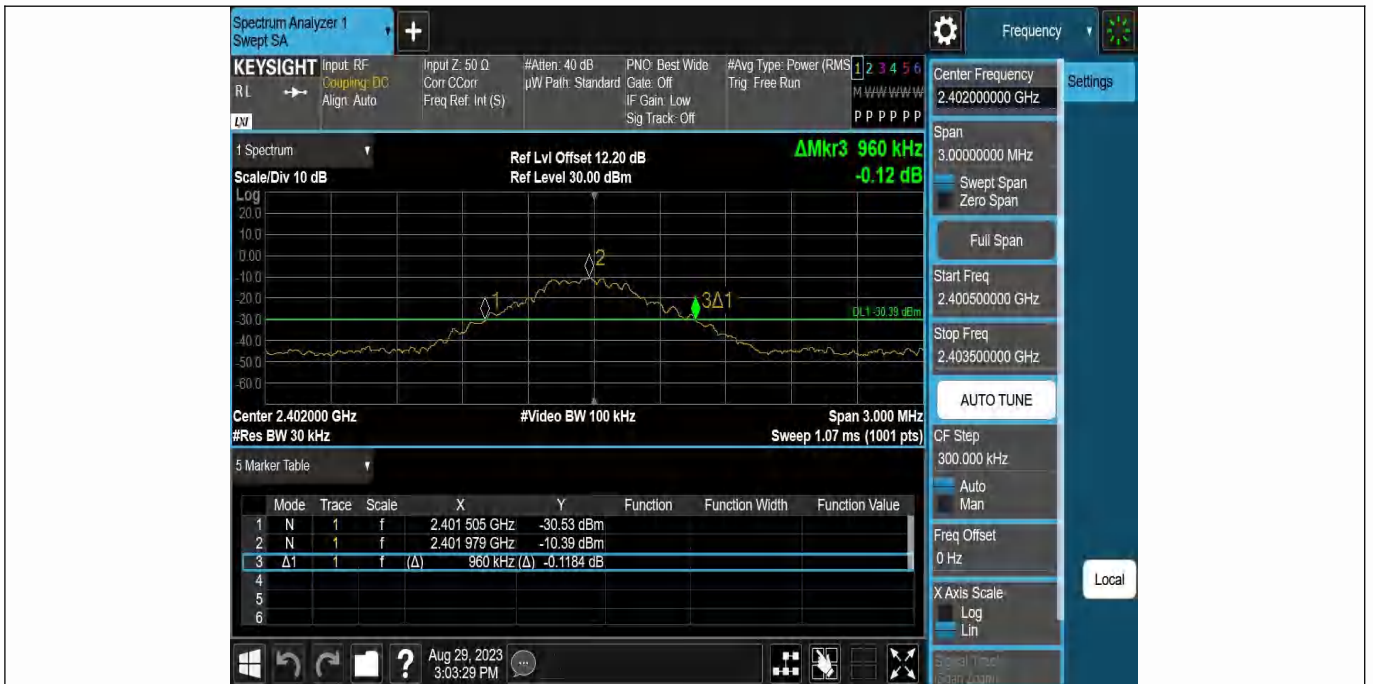 Spectrum Analyzer 1
Swept SA
+
Frequency
KEYSIGHT
RL
LXI
Input: RF
Coupling: DC
Align: Auto
Input Z: 50 Ω
Corr CCorr
Freq Ref: Int (S)
#Atten: 40 dB
µW Path: Standard
PNO: Best Wide
Gate: Off
IF Gain: Low
Sig Track: Off
#Avg Type: Power (RMS
Trig: Free Run
1 2 3 4 5 6
M W W W W W
P P P P P P
Center Frequency
2.402000000 GHz
Settings
Span
3.00000000 MHz
Swept Span
Zero Span
Full Span
Start Freq
2.400500000 GHz
Stop Freq
2.403500000 GHz
AUTO TUNE
CF Step
300.000 kHz
Auto
Man
Freq Offset
0 Hz
X Axis Scale
Log
Lin
Signal Track
(Span Zoom)
Local
1 Spectrum
Scale/Div 10 dB
Ref Lvl Offset 12.20 dB
Ref Level 30.00 dBm
ΔMkr3 960 kHz
-0.12 dB
Log
20.0
10.0
0.00
-10.0
-20.0
-30.0
-40.0
-50.0
-60.0
1
2
3Δ1
DL1 -30.39 dBm
Center 2.402000 GHz
#Video BW 100 kHz
Span 3.000 MHz
#Res BW 30 kHz
Sweep 1.07 ms (1001 pts)
5 Marker Table
Mode Trace Scale X Y Function Function Width Function Value
1 N 1 f 2.401 505 GHz -30.53 dBm
2 N 1 f 2.401 979 GHz -10.39 dBm
3 Δ1 1 f (Δ) 960 kHz (Δ) -0.1184 dB
4
5
6
?
Aug 29, 2023
3:03:29 PM